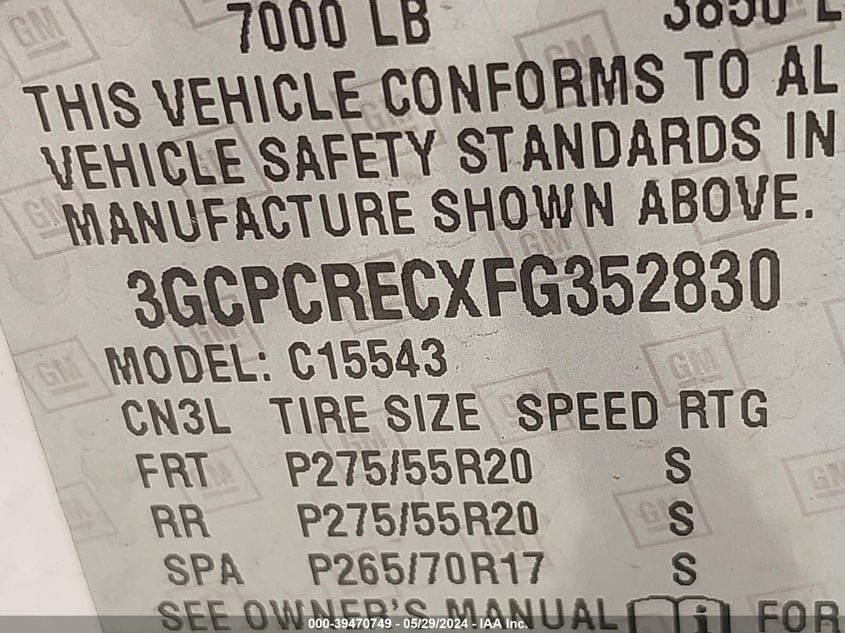 7000 LB 3850 L
THIS VEHICLE CONFORMS TO AL
VEHICLE SAFETY STANDARDS IN
MANUFACTURE SHOWN ABOVE.
3GCPCRECXFG352830
MODEL: C15543
CN3L TIRE SIZE SPEED RTG
FRT P275/55R20 S
RR P275/55R20 S
SPA P265/70R17 S
SEE OWNER'S MANUAL i FOR
000-39470749 - 05/29/2024 - IAA Inc.